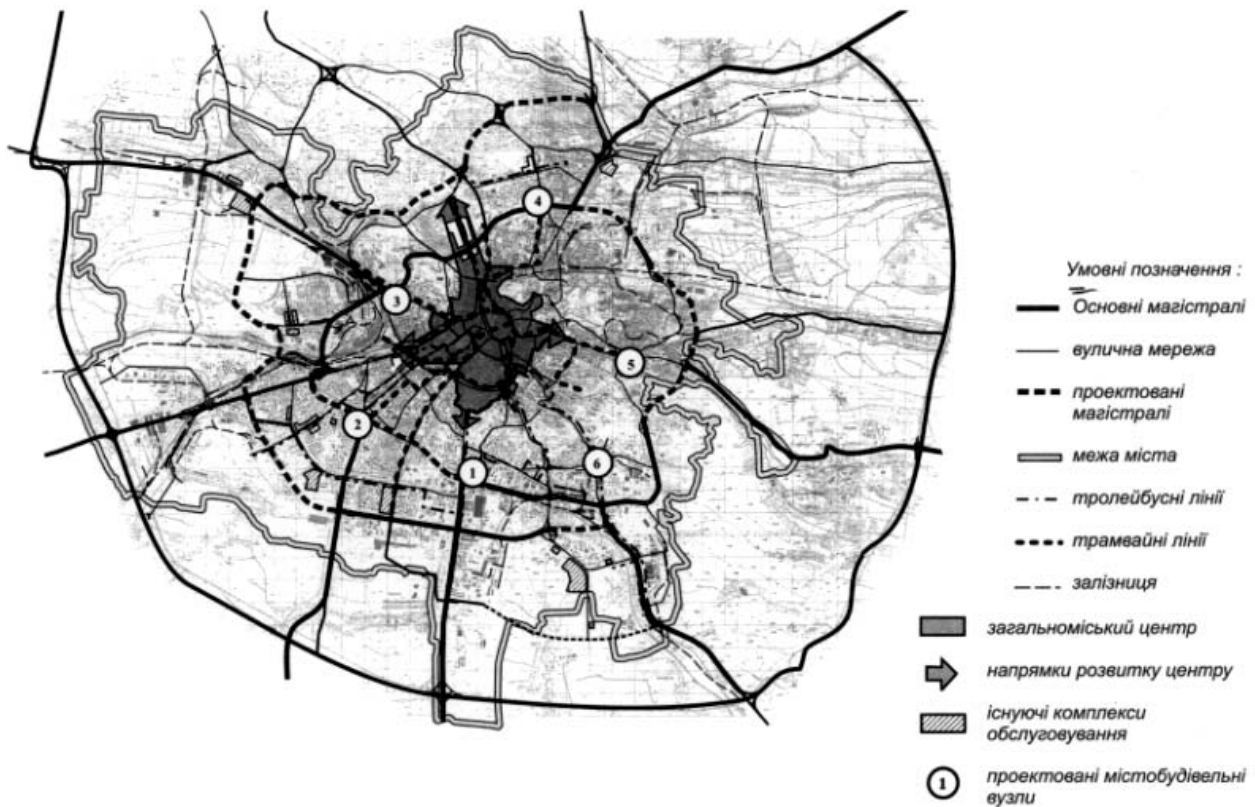 4
3
5
2
1
6
Умовні позначення :
Основні магістралі
вулична мережа
проектовані
магістралі
межа міста
тролейбусні лінії
трамвайні лінії
залізниця
загальноміський центр
напрямки розвитку центру
існуючі комплекси
обслуговування
1
проектовані містобудівельні
вузли